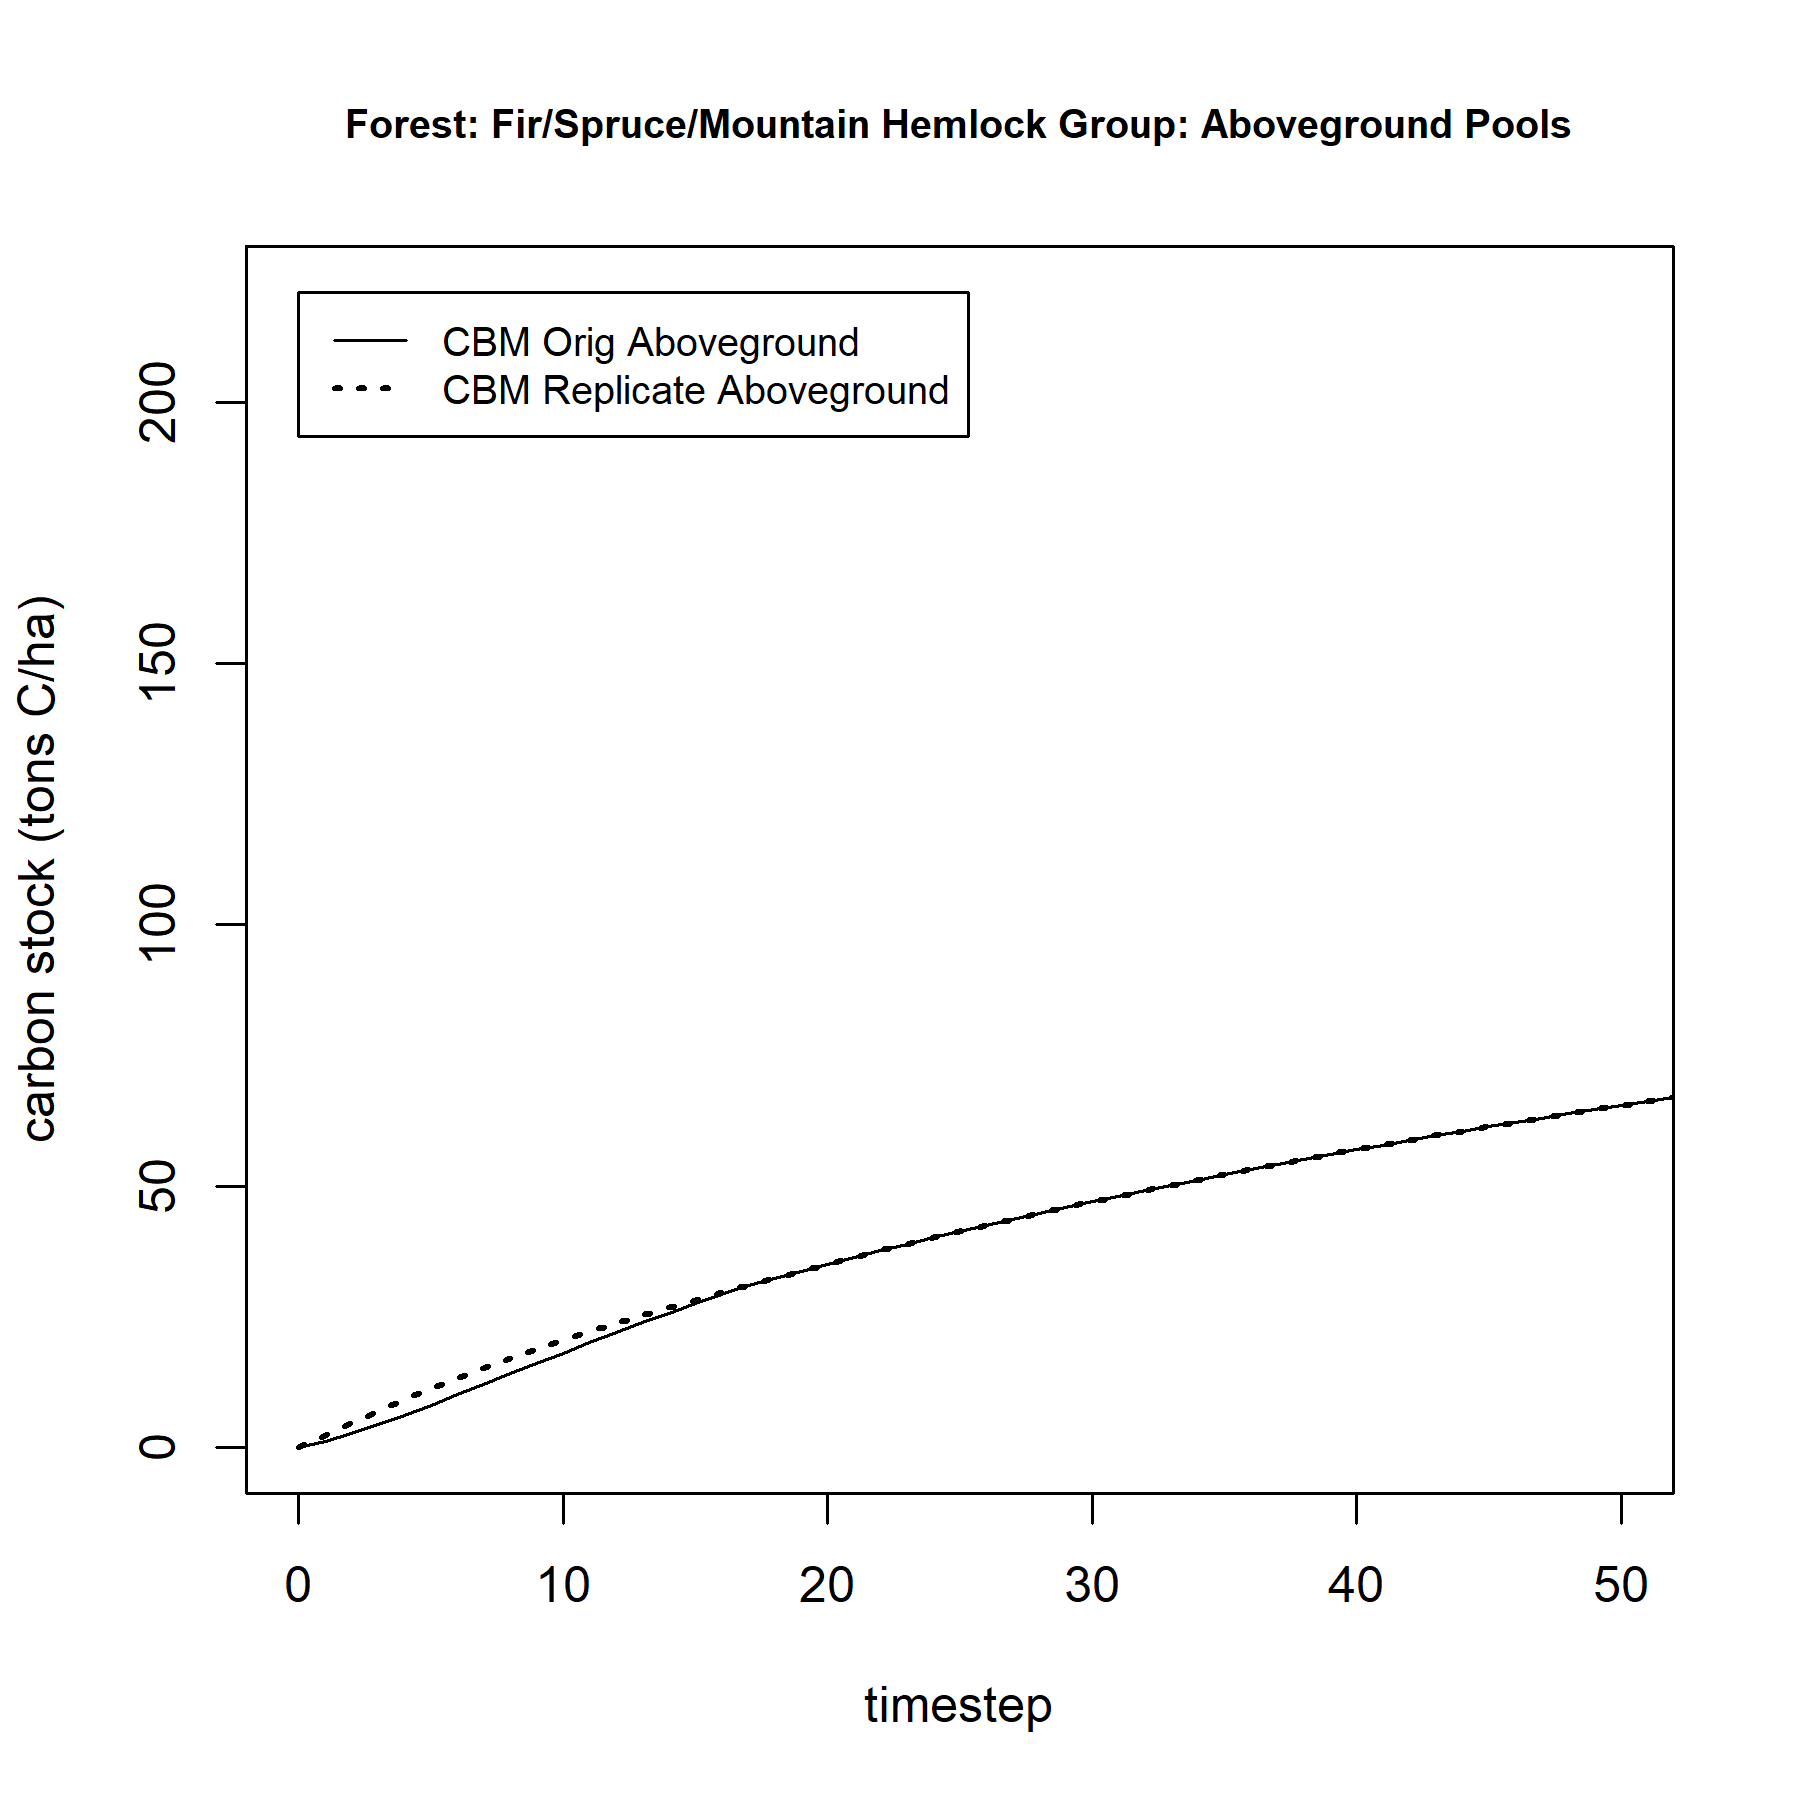 Forest: Fir/Spruce/Mountain Hemlock Group: Aboveground Pools
CBM Orig Aboveground
CBM Replicate Aboveground
carbon stock (tons C/ha)
200
150
100
50
0
0 10 20 30 40 50
timestep